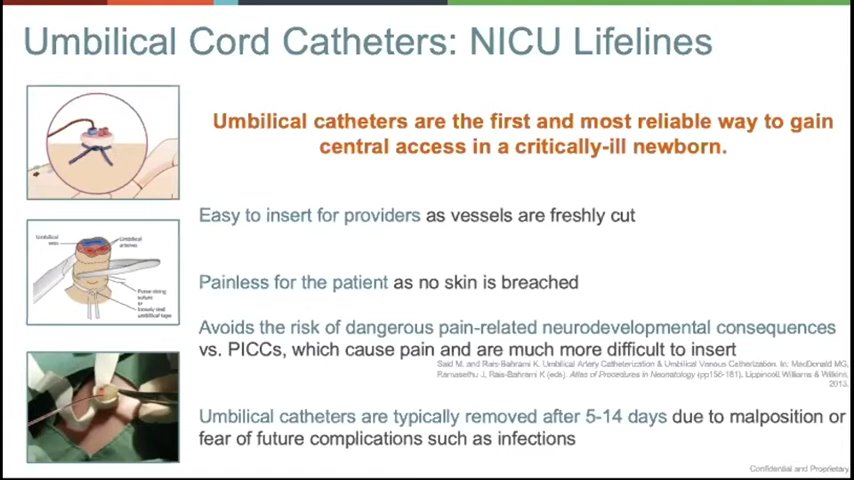 Umbilical Cord Catheters: NICU Lifelines
Umbilical catheters are the first and most reliable way to gain
central access in a critically-ill newborn.
Easy to insert for providers as vessels are freshly cut
Umbilical
vein
Umbilical
arteries
Purse-string
suture
or
loosely tied
umbilical tape
Painless for the patient as no skin is breached
Avoids the risk of dangerous pain-related neurodevelopmental consequences
vs. PICCs, which cause pain and are much more difficult to insert
Said M. and Rais-Bahrami K. Umbilical Artery Catheterization & Umbilical Venous Catherization. In: MacDonald MG,
Ramasethu J, Rais-Bahrami K (eds). Atlas of Procedures in Neonatology (pp156-181). Lippincoll Williams & Wilkins,
2013.
Umbilical catheters are typically removed after 5-14 days due to malposition or
fear of future complications such as infections
Confidential and Proprietary